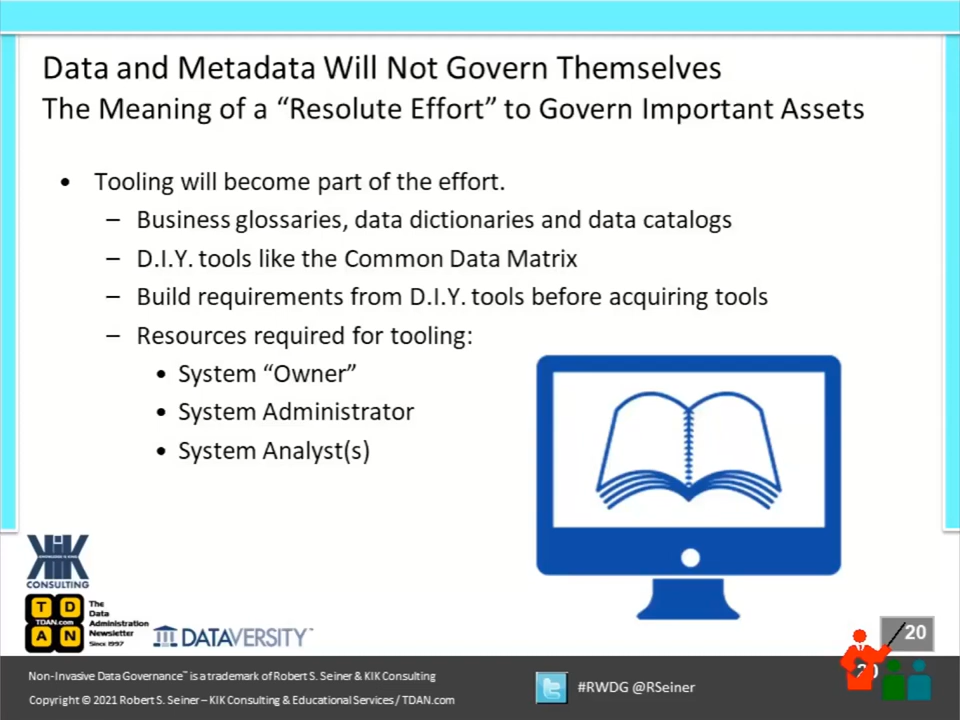 Data and Metadata Will Not Govern Themselves
The Meaning of a “Resolute Effort” to Govern Important Assets
• Tooling will become part of the effort.
– Business glossaries, data dictionaries and data catalogs
– D.I.Y. tools like the Common Data Matrix
– Build requirements from D.I.Y. tools before acquiring tools
– Resources required for tooling:
• System “Owner”
• System Administrator
• System Analyst(s)
KIK
CONSULTING
T D
TDAN.com
A N
The
Data
Administration
Newsletter
Since 1997
DATAVERSITY™
20
20
Non-Invasive Data Governance™ is a trademark of Robert S. Seiner & KIK Consulting
Copyright © 2021 Robert S. Seiner – KIK Consulting & Educational Services / TDAN.com
#RWDG @RSeiner